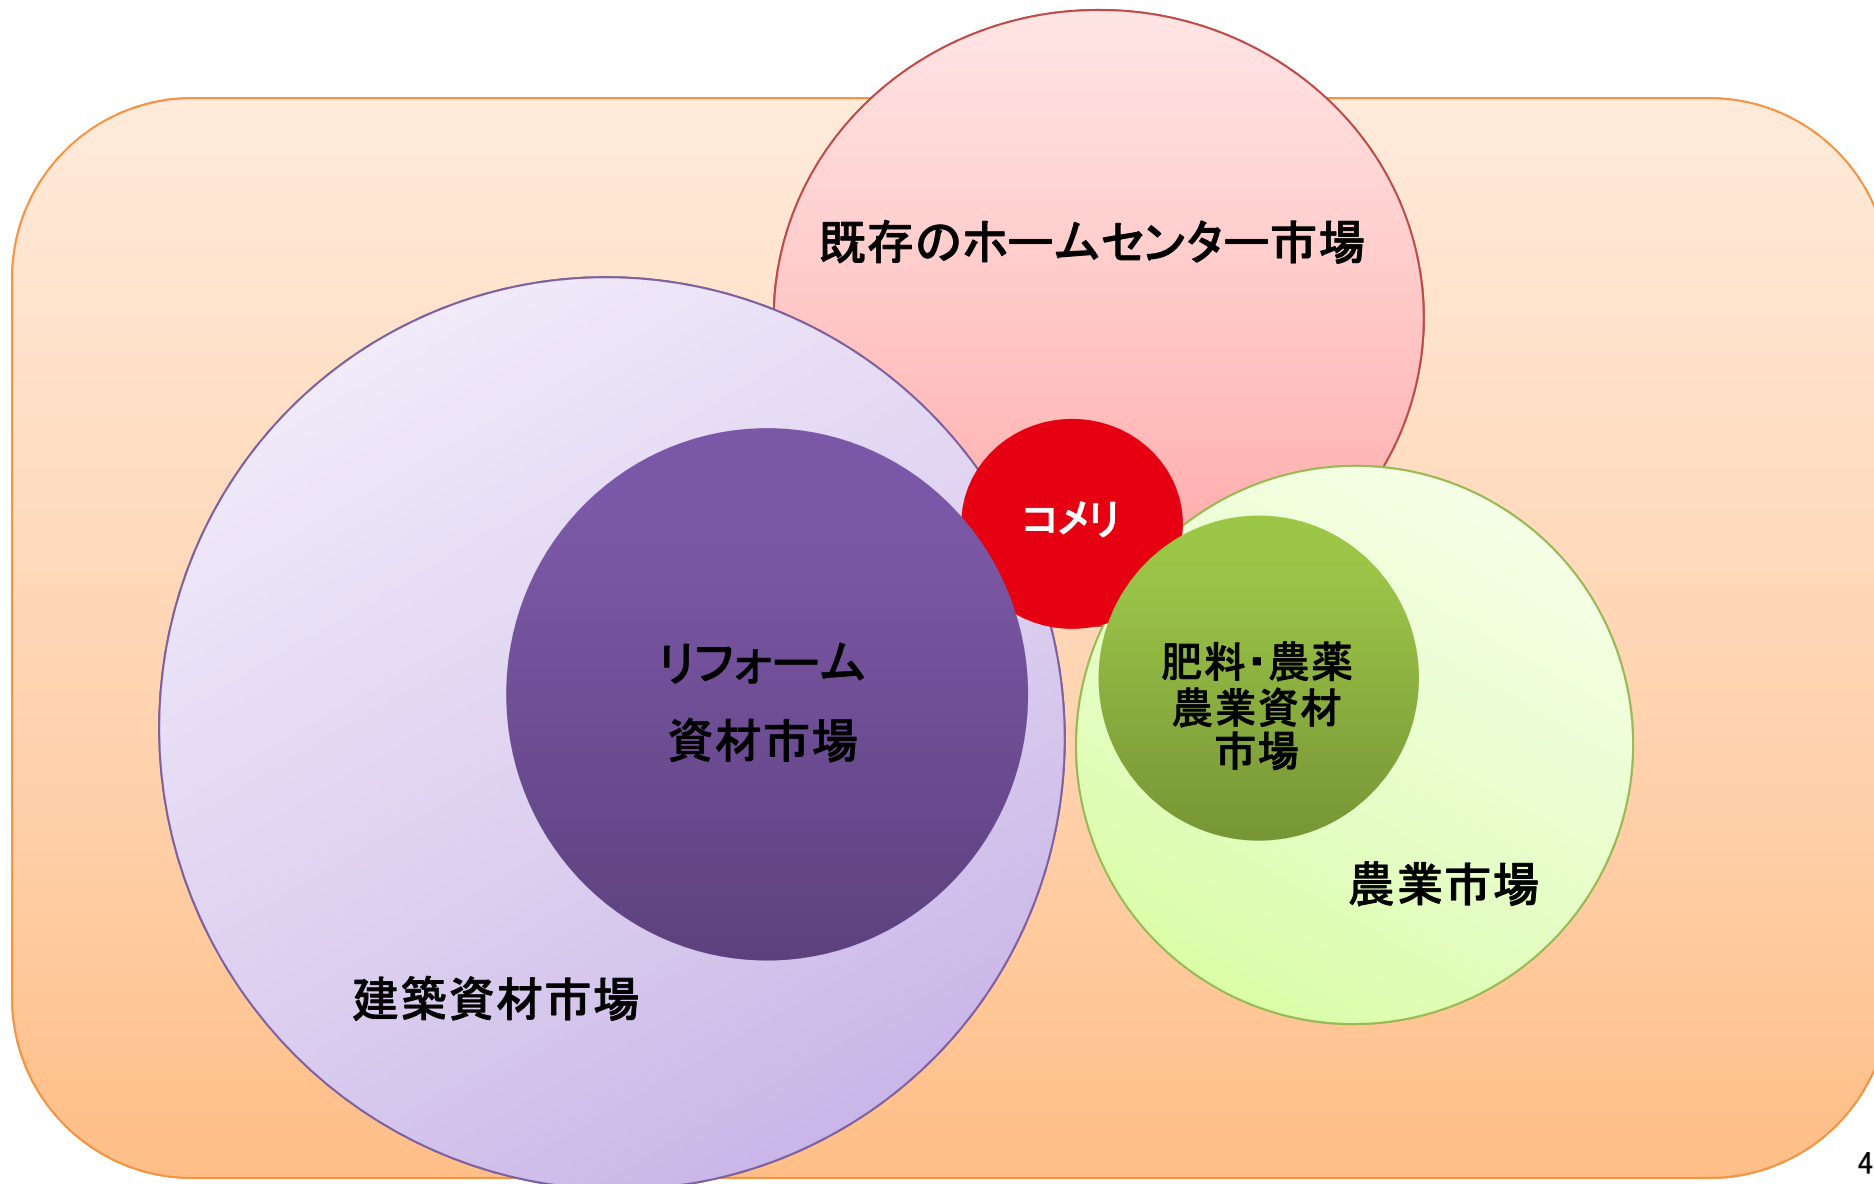 既存のホームセンター市場
コメリ
リフォーム
資材市場
肥料・農薬
農業資材
市場
農業市場
建築資材市場
4